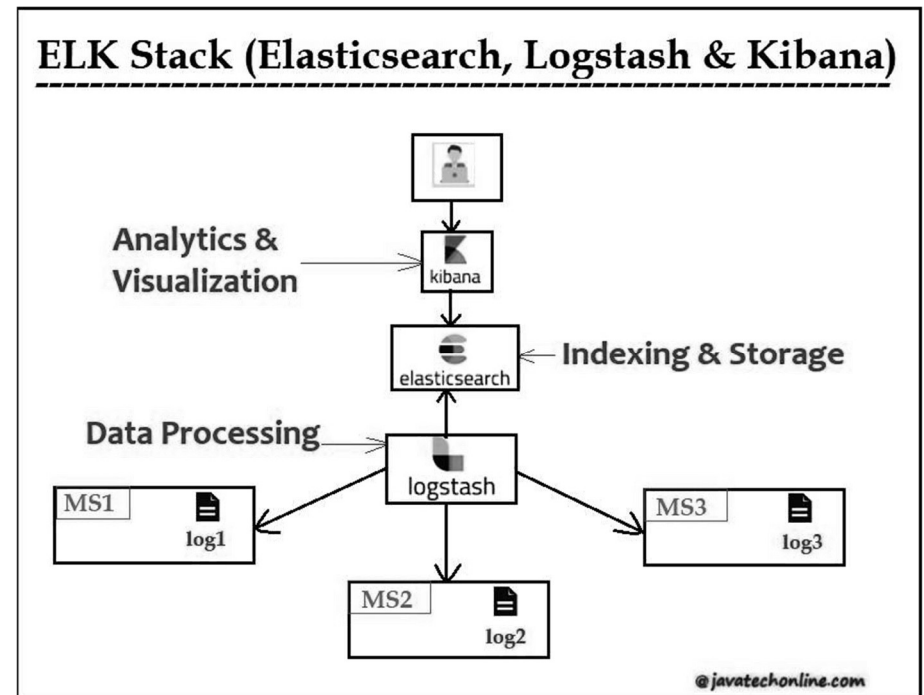 ELK Stack (Elasticsearch, Logstash & Kibana)
Analytics &
Visualization
kibana
elasticsearch
Indexing & Storage
Data Processing
logstash
MS1
log1
MS3
log3
MS2
log2
@javatechonline.com